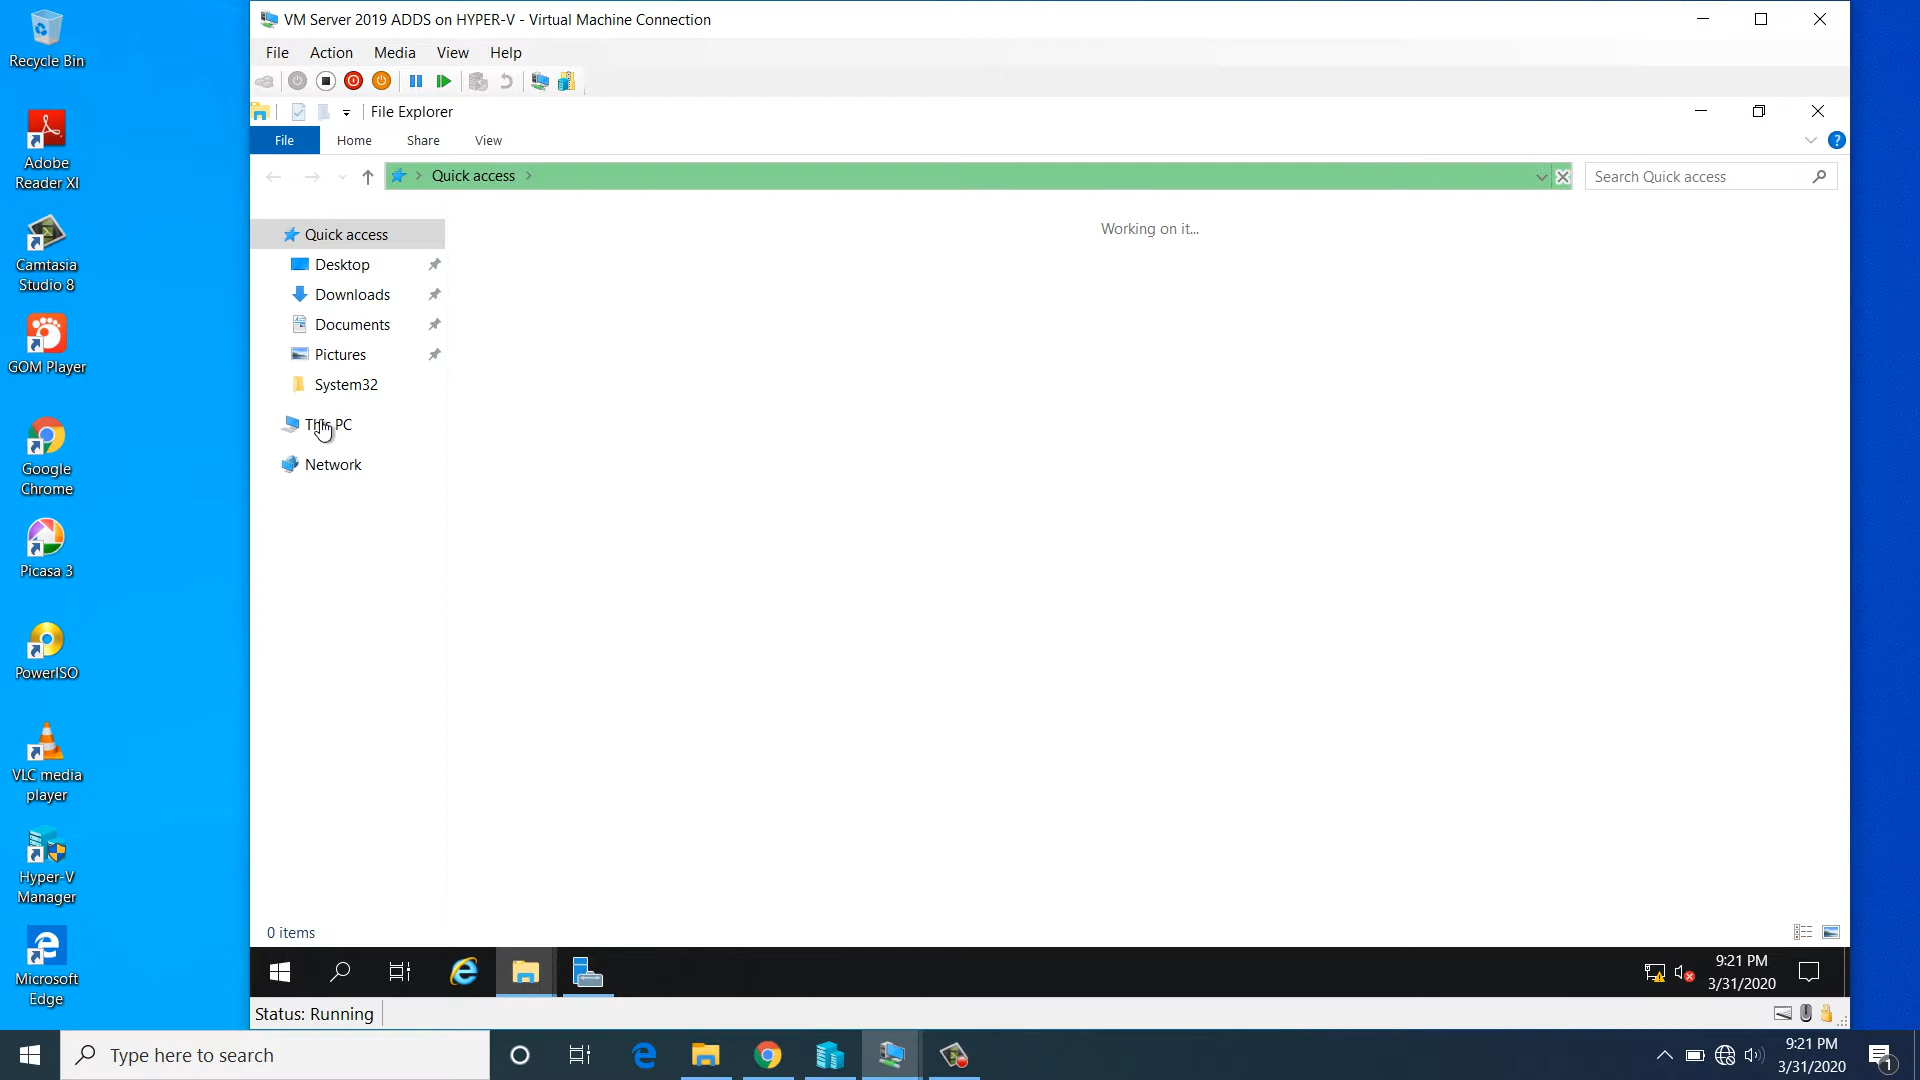 Recycle Bin
Adobe
Reader XI
Camtasia
Studio 8
GOM Player
Google
Chrome
Picasa 3
PowerISO
VLC media
player
Hyper-V
Manager
Microsoft
Edge
VM Server 2019 ADDS on HYPER-V - Virtual Machine Connection
File Action Media View Help
File Explorer
File Home Share View
Quick access
Search Quick access
Quick access
Desktop
Downloads
Documents
Pictures
System32
This PC
Network
Working on it...
0 items
9:21 PM
3/31/2020
Status: Running
Type here to search
9:21 PM
3/31/2020
1